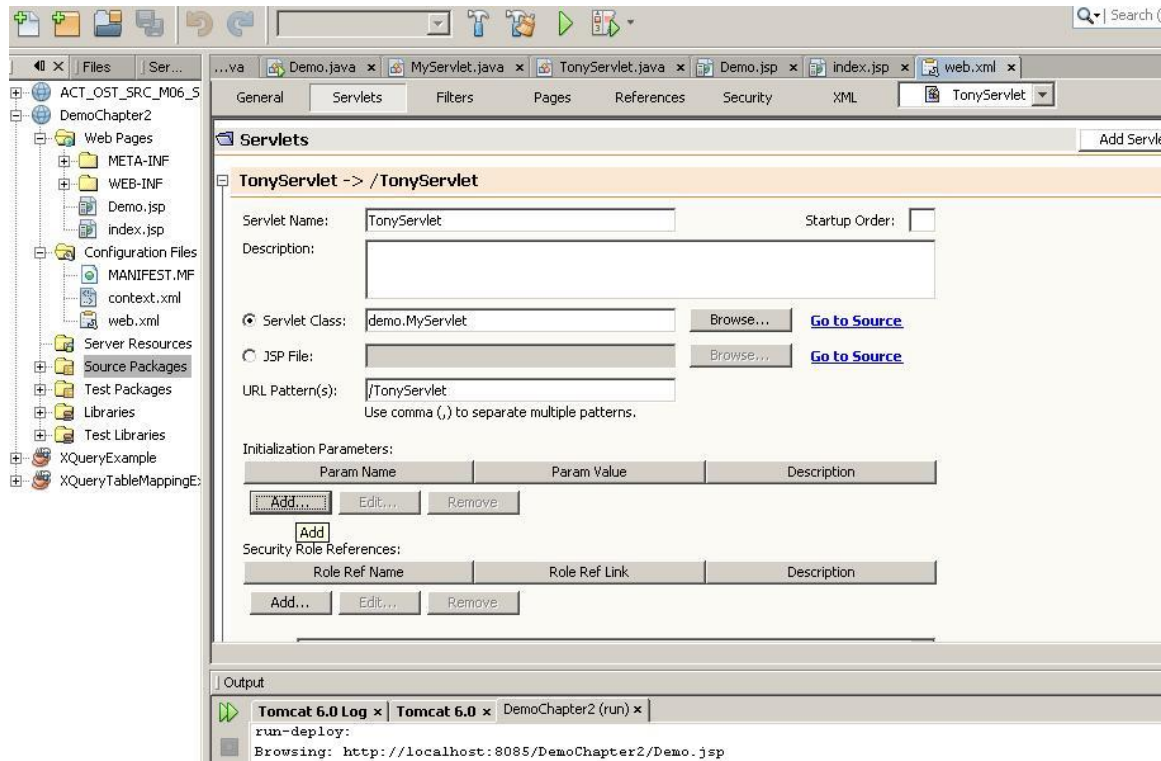 Search (
Files
Ser...
...va
Demo.java
MyServlet.java
TonyServlet.java
Demo.jsp
index.jsp
web.xml
ACT_OST_SRC_M06_S
DemoChapter2
Web Pages
META-INF
WEB-INF
Demo.jsp
index.jsp
Configuration Files
MANIFEST.MF
context.xml
web.xml
Server Resources
Source Packages
Test Packages
Libraries
Test Libraries
XQueryExample
XQueryTableMappingE
General
Servlets
Filters
Pages
References
Security
XML
TonyServlet
Servlets
Add Servle
TonyServlet -> /TonyServlet
Servlet Name: TonyServlet
Startup Order:
Description:
Servlet Class: demo.MyServlet
Browse...
Go to Source
JSP File:
Browse...
Go to Source
URL Pattern(s): /TonyServlet
Use comma (,) to separate multiple patterns.
Initialization Parameters:
Param Name
Param Value
Description
Add...
Edit...
Remove
Add
Security Role References:
Role Ref Name
Role Ref Link
Description
Add...
Edit...
Remove
Output
Tomcat 6.0 Log
Tomcat 6.0
DemoChapter2 (run)
run-deploy:
Browsing: http://localhost:8085/DemoChapter2/Demo.jsp